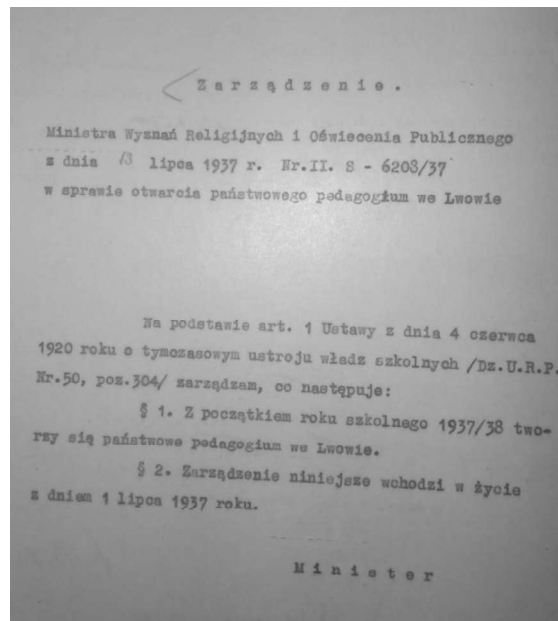 Zarządzenie.
Ministra Wyznań Religijnych i Oświecenia Publicznego
z dnia 13 lipca 1937 r. Nr.II. S - 6208/37
w sprawie otwarcia państwowego pedagogium we Lwowie
Na podstawie art. 1 Ustawy z dnia 4 czerwca
1920 roku o tymczasowym ustroju władz szkolnych /Dz.U.R.P.
Nr.50, poz.304/ zarządzam, co następuje:
§ 1. Z początkiem roku szkolnego 1937/38 two-
rzy się państwowe pedagogium we Lwowie.
§ 2. Zarządzenie niniejsze wchodzi w życie
z dniem 1 lipca 1937 roku.
Minister